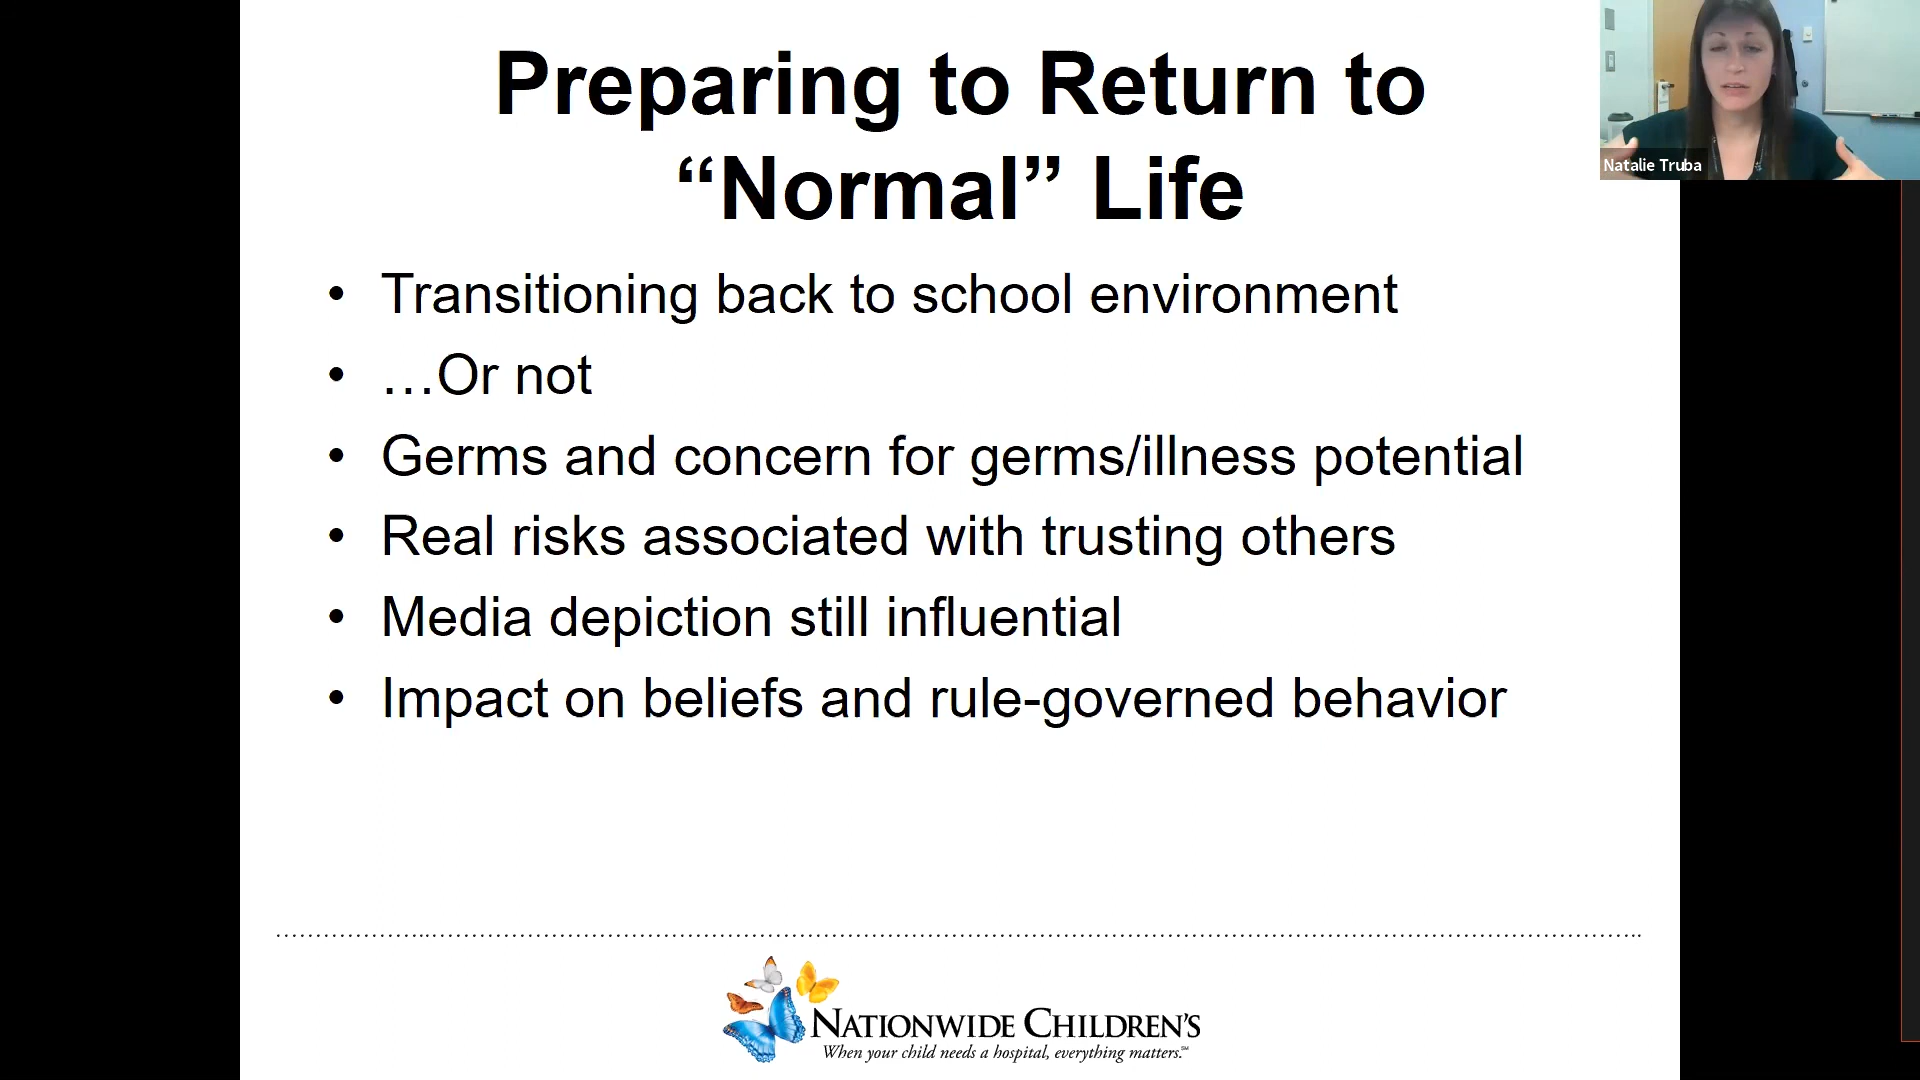 Preparing to Return to
“Normal” Life
• Transitioning back to school environment
• …Or not
• Germs and concern for germs/illness potential
• Real risks associated with trusting others
• Media depiction still influential
• Impact on beliefs and rule-governed behavior
Natalie Truba
NATIONWIDE CHILDREN'S
When your child needs a hospital, everything matters.℠